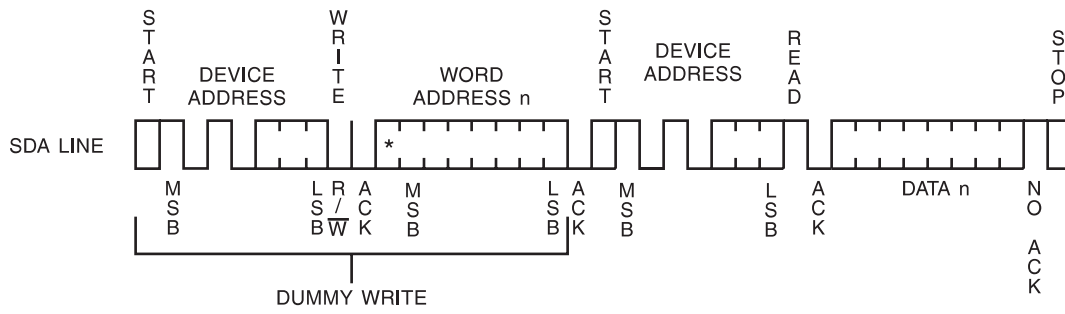 START
DEVICE
ADDRESS
WRITE
WORD
ADDRESS n
START
DEVICE
ADDRESS
READ
STOP
SDA LINE
*
MSB
LSB
R/W
ACK
MSB
LSB
ACK
MSB
LSB
ACK
DATA n
NO ACK
DUMMY WRITE